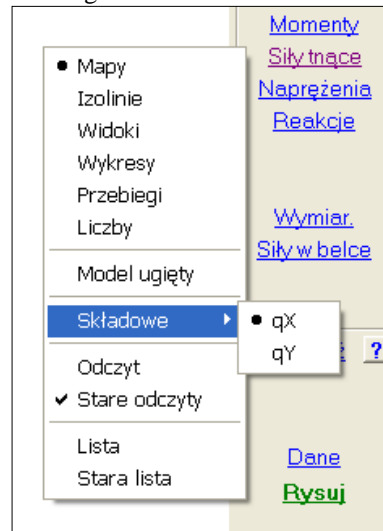 Momenty
Siły tnące
Naprężenia
Reakcje
Wymiar.
Siły w belce
Mapy
Izolinie
Widoki
Wykresy
Przebiegi
Liczby
Model ugięty
Składowe
qX
qY
?
Odczyt
Stare odczyty
Lista
Stara lista
Dane
Rysuj